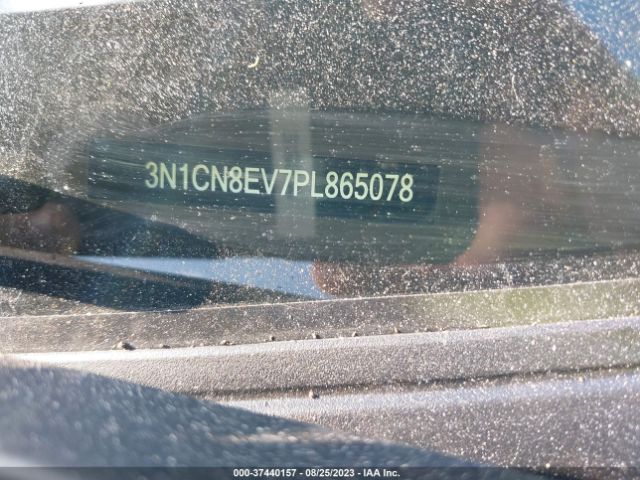 3N1CN8EV7PL865078
000-37440157 - 08/25/2023 - IAA Inc.